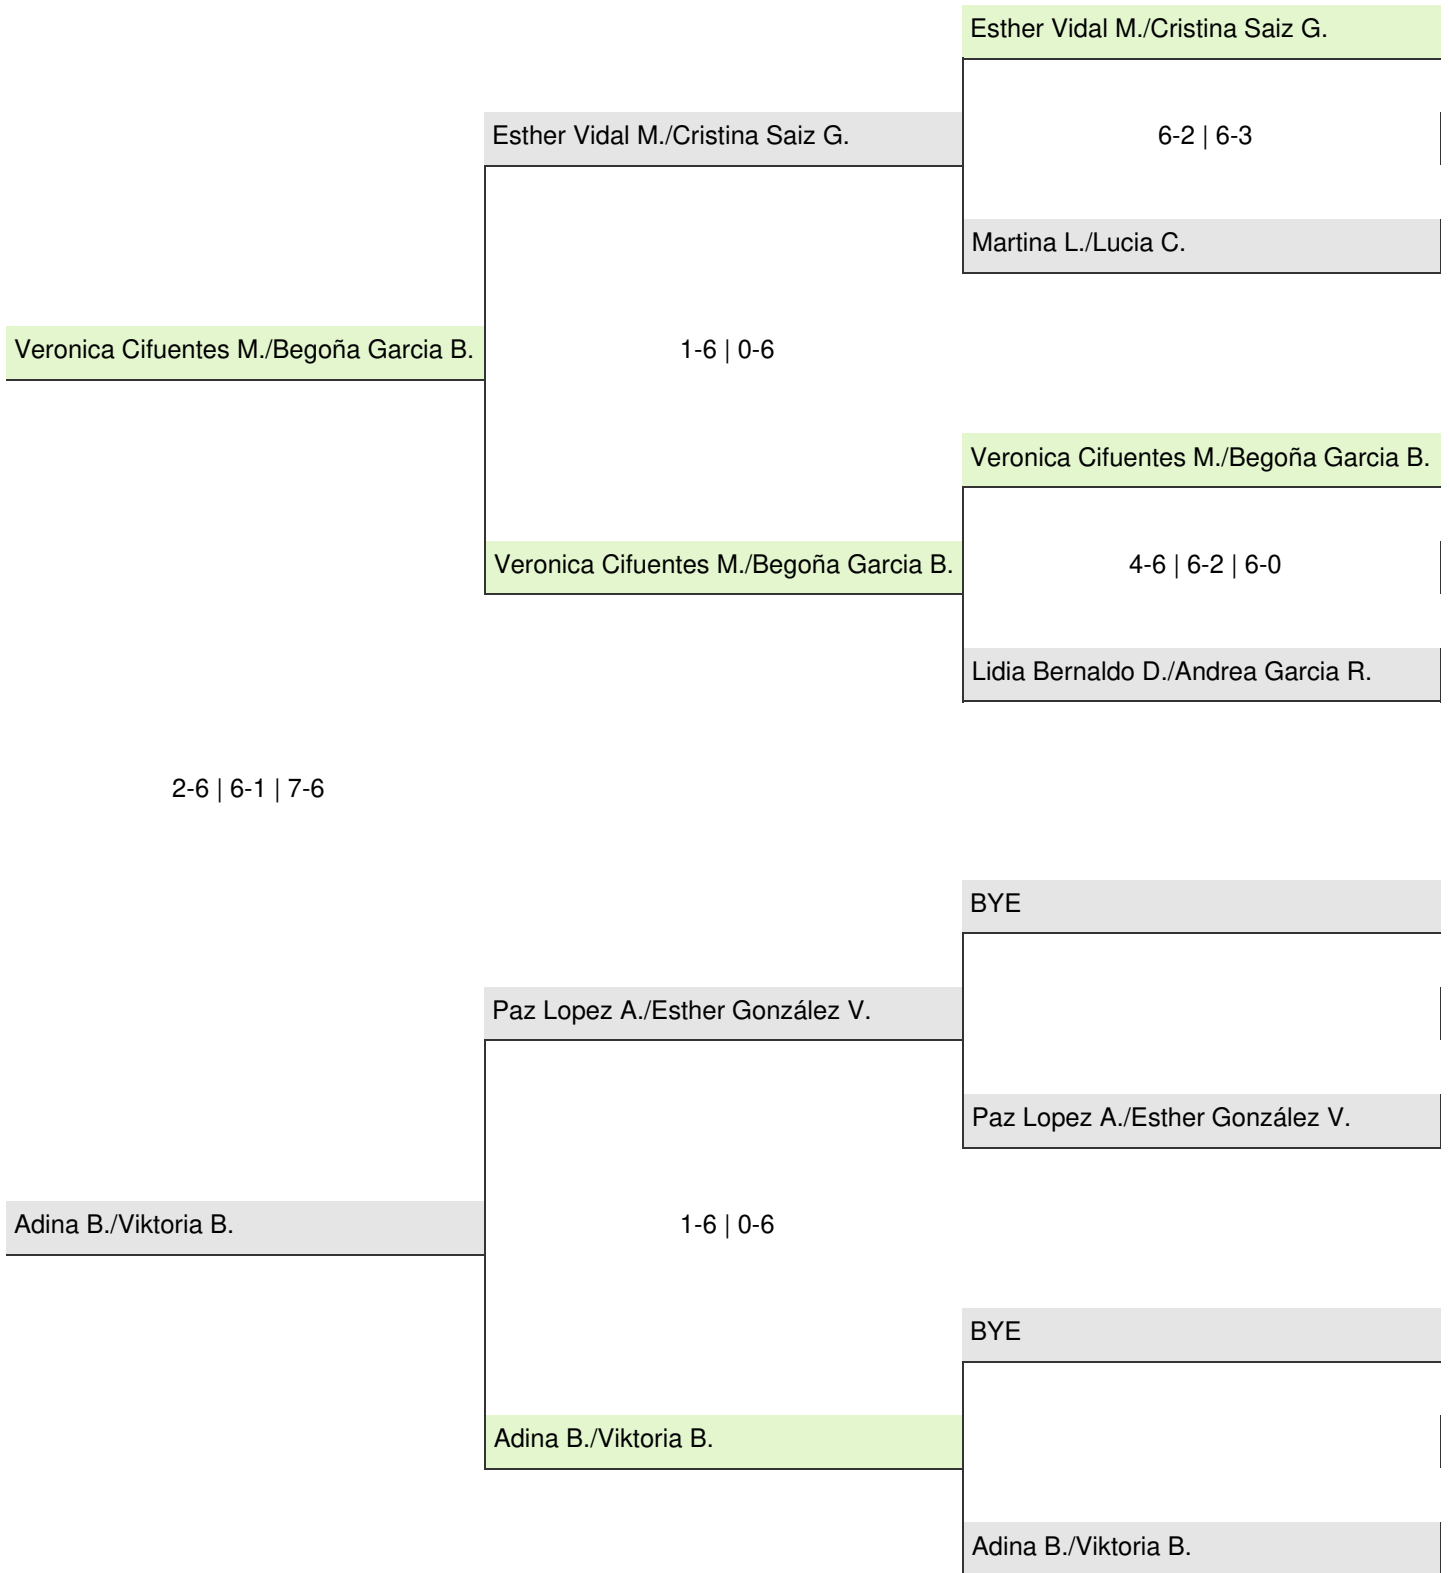 Esther Vidal M./Cristina Saiz G.
Esther Vidal M./Cristina Saiz G.
6-2 | 6-3
Martina L./Lucia C.
Veronica Cifuentes M./Begoña Garcia B.
1-6 | 0-6
Veronica Cifuentes M./Begoña Garcia B.
Veronica Cifuentes M./Begoña Garcia B.
4-6 | 6-2 | 6-0
Lidia Bernaldo D./Andrea Garcia R.
2-6 | 6-1 | 7-6
BYE
Paz Lopez A./Esther González V.
Paz Lopez A./Esther González V.
Adina B./Viktoria B.
1-6 | 0-6
BYE
Adina B./Viktoria B.
Adina B./Viktoria B.